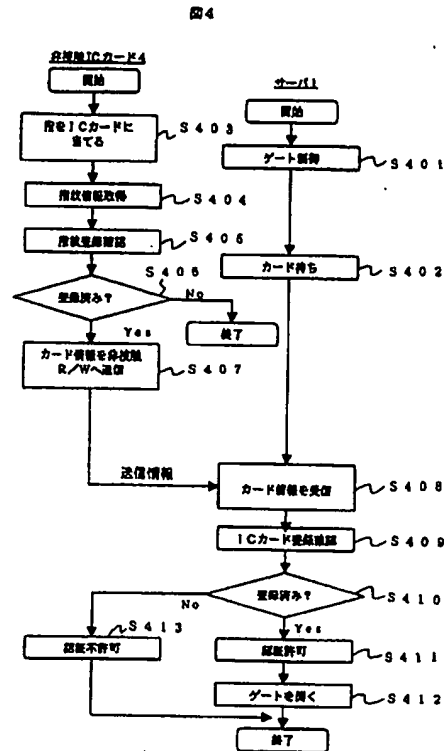 図4
非接触ICカード4
開始
指をICカードに
当てる
S403
指紋情報取得
S404
指紋登録確認
S405
登録済み?
S406
No
終了
Yes
カード情報を非接触
R/Wへ送信
S407
送信情報
サーバ1
開始
ゲート制御
S401
カード待ち
S402
カード情報を受信
S408
ICカード登録確認
S409
登録済み?
S410
No
Yes
認証不許可
S413
認証許可
S411
ゲートを開く
S412
終了